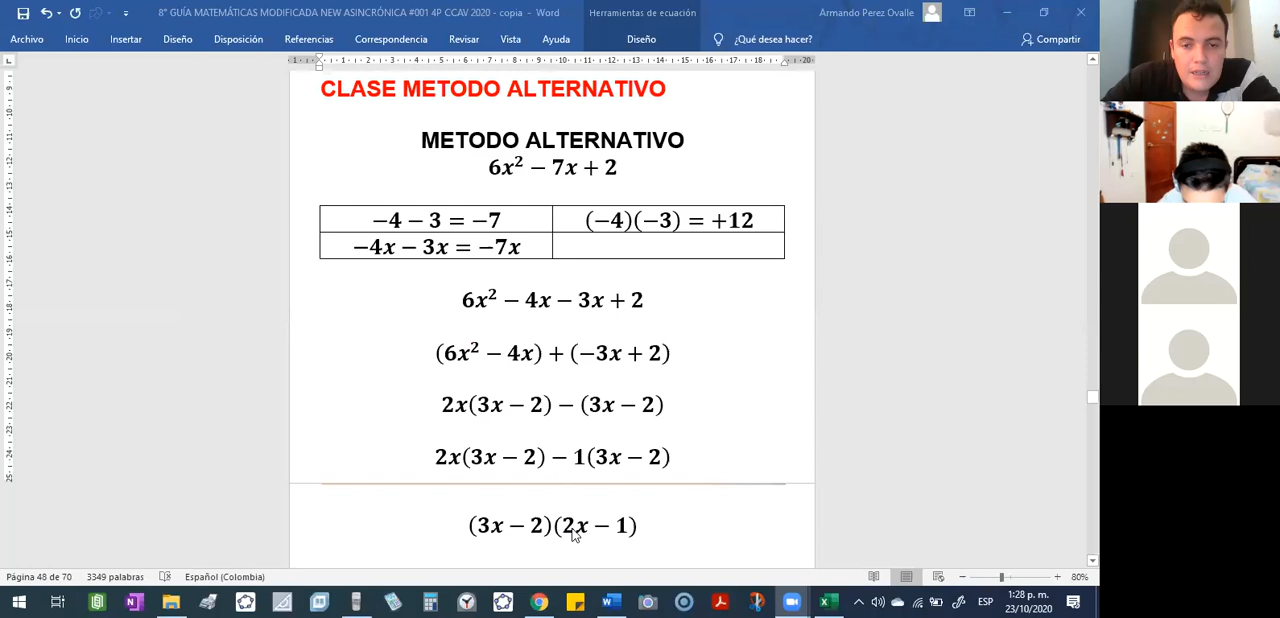 8° GUÍA MATEMÁTICAS MODIFICADA NEW ASINCRÓNICA #001 4P CCAV 2020 - copia - Word
Herramientas de ecuación
Armando Perez Ovalle
Archivo Inicio Insertar Diseño Disposición Referencias Correspondencia Revisar Vista Ayuda Diseño ¿Qué desea hacer? Compartir
CLASE METODO ALTERNATIVO
METODO ALTERNATIVO
6x² − 7x + 2
−4 − 3 = −7 (−4)(−3) = +12
−4x − 3x = −7x
6x² − 4x − 3x + 2
(6x² − 4x) + (−3x + 2)
2x(3x − 2) − (3x − 2)
2x(3x − 2) − 1(3x − 2)
(3x − 2)(2x − 1)
Página 48 de 70 3349 palabras Español (Colombia) 80%
ESP 1:28 p. m.
23/10/2020